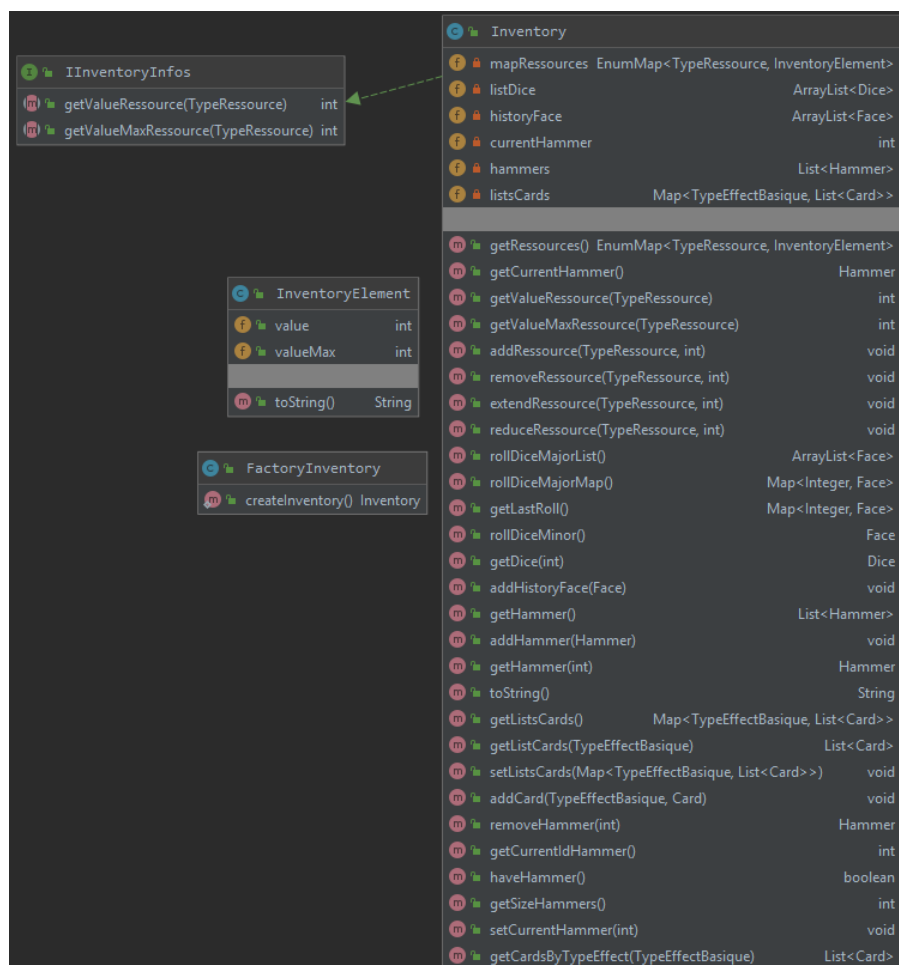 IInventoryInfos
getValueRessource(TypeRessource) int
getValueMaxRessource(TypeRessource) int
InventoryElement
value int
valueMax int
toString() String
FactoryInventory
createInventory() Inventory
Inventory
mapRessources EnumMap<TypeRessource, InventoryElement>
listDice ArrayList<Dice>
historyFace ArrayList<Face>
currentHammer int
hammers List<Hammer>
listsCards Map<TypeEffectBasique, List<Card>>
getRessources() EnumMap<TypeRessource, InventoryElement>
getCurrentHammer() Hammer
getValueRessource(TypeRessource) int
getValueMaxRessource(TypeRessource) int
addRessource(TypeRessource, int) void
removeRessource(TypeRessource, int) void
extendRessource(TypeRessource, int) void
reduceRessource(TypeRessource, int) void
rollDiceMajorList() ArrayList<Face>
rollDiceMajorMap() Map<Integer, Face>
getLastRoll() Map<Integer, Face>
rollDiceMinor() Face
getDice(int) Dice
addHistoryFace(Face) void
getHammer() List<Hammer>
addHammer(Hammer) void
getHammer(int) Hammer
toString() String
getListsCards() Map<TypeEffectBasique, List<Card>>
getListCards(TypeEffectBasique) List<Card>
setListsCards(Map<TypeEffectBasique, List<Card>>) void
addCard(TypeEffectBasique, Card) void
removeHammer(int) Hammer
getCurrentIdHammer() int
haveHammer() boolean
getSizeHammers() int
setCurrentHammer(int) void
getCardsByTypeEffect(TypeEffectBasique) List<Card>